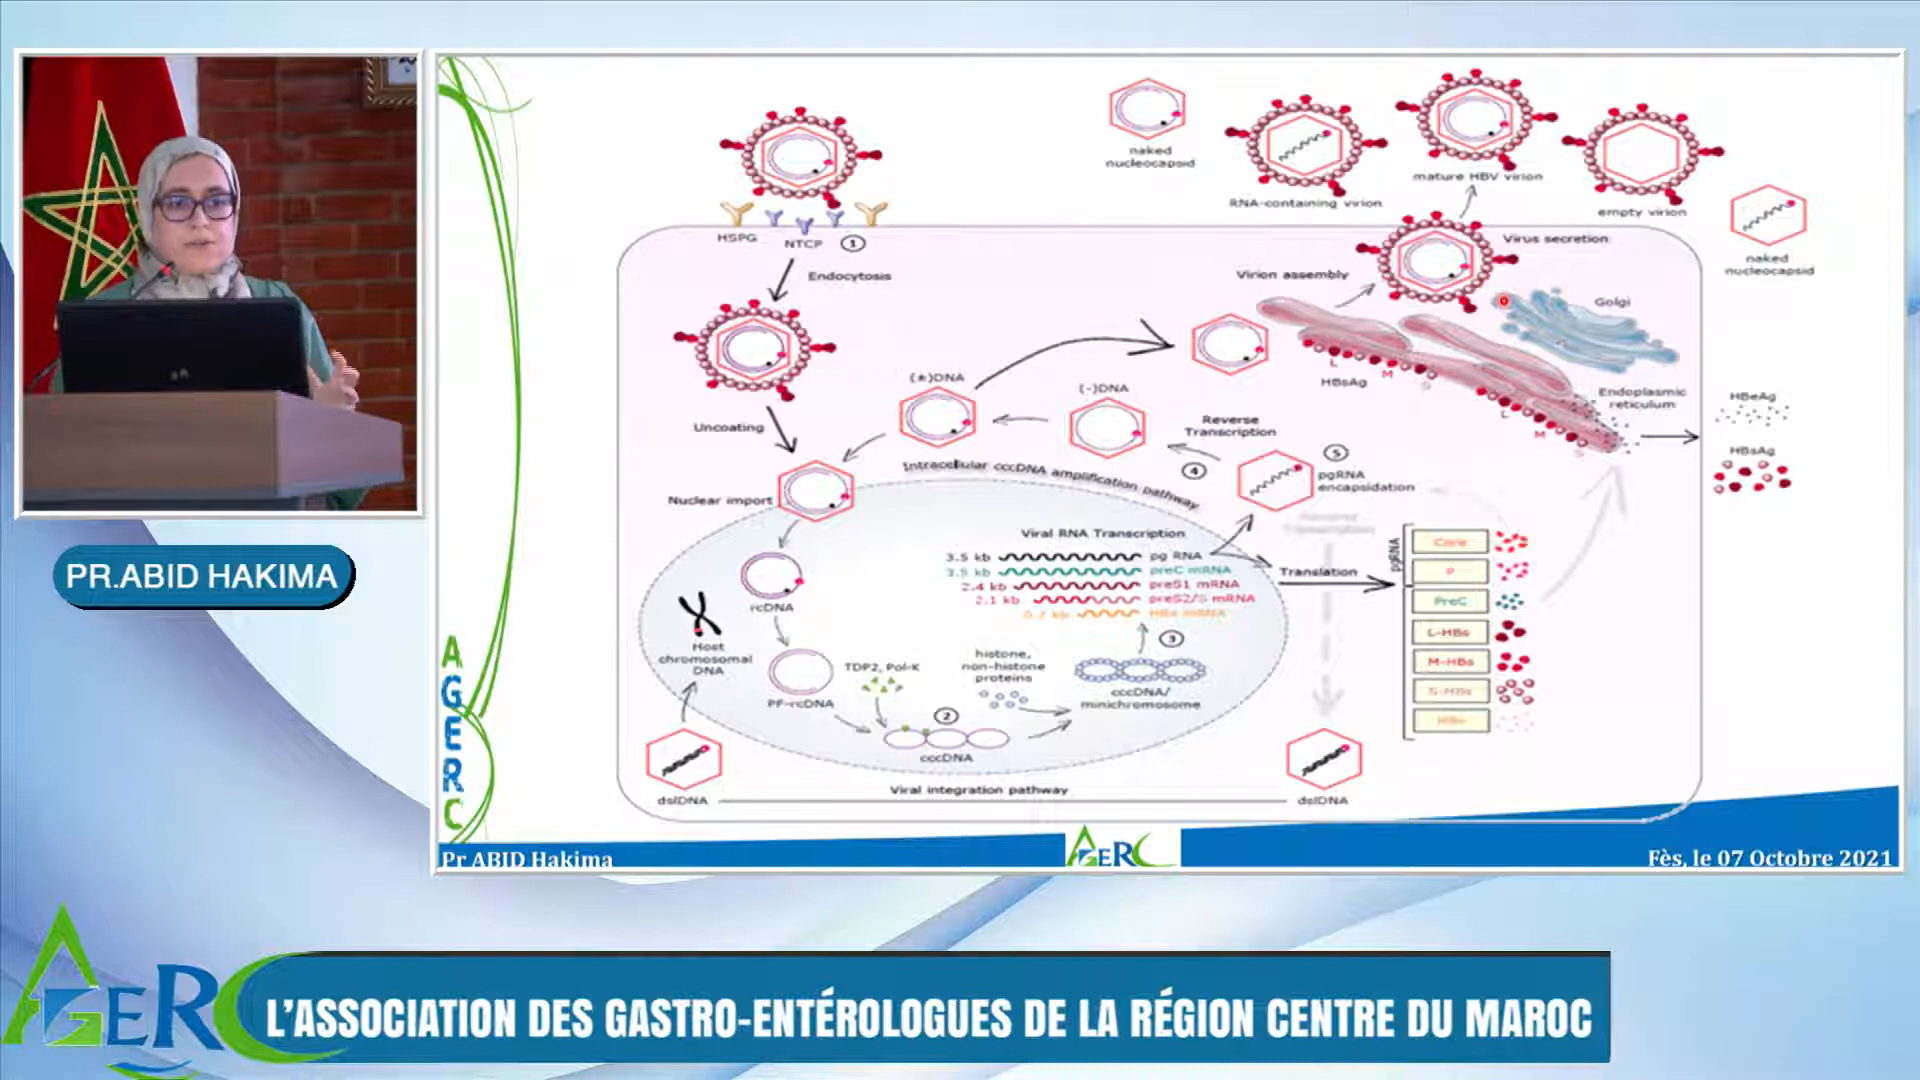 PR.ABID HAKIMA
naked
nucleocapsid
RNA-containing virion
mature HBV virion
empty virion
naked
nucleocapsid
HSPG
NTCP
1
Endocytosis
Virus secretion
Virion assembly
Golgi
L
M
S
HBsAg
L
M
S
Endoplasmic
reticulum
HBeAg
HBsAg
Uncoating
(±)DNA
(-)DNA
Reverse
Transcription
4
5
pgRNA
encapsidation
Intracellular cccDNA amplification pathway
Nuclear import
Viral RNA Transcription
3.5 kb
pg RNA
3.5 kb
preC mRNA
2.4 kb
preS1 mRNA
2.1 kb
preS2/S mRNA
0.7 kb
HBx mRNA
Translation
pgRNA
Core
P
PreC
L-HBs
M-HBs
S-HBs
HBx
rcDNA
Host
chromosomal
DNA
PF-rcDNA
TDP2, Pol-K
histone,
non-histone
proteins
3
cccDNA/
minichromosome
2
cccDNA
dslDNA
Viral integration pathway
dslDNA
AGERC
Pr ABID Hakima
AGERC
Fès, le 07 Octobre 2021
AGERC
L'ASSOCIATION DES GASTRO-ENTÉROLOGUES DE LA RÉGION CENTRE DU MAROC